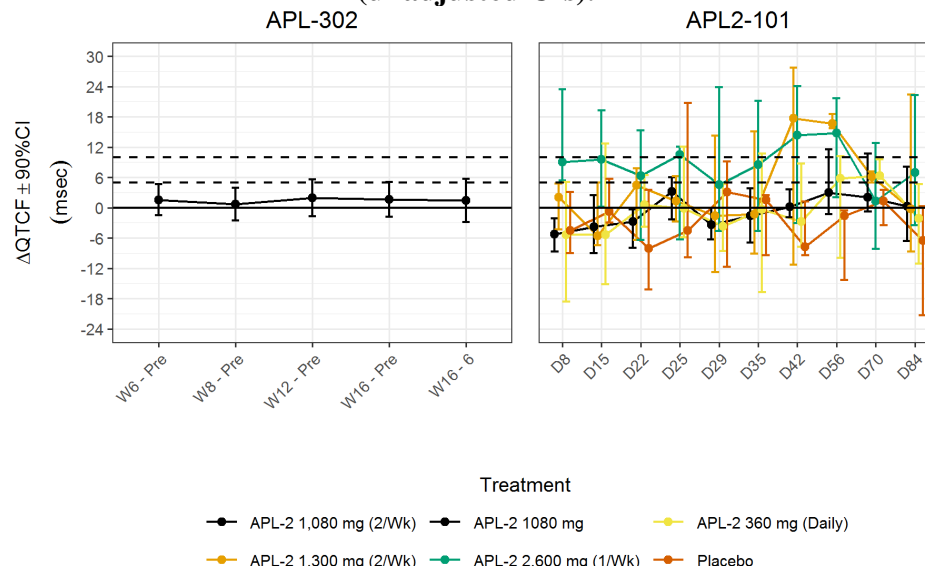 APL-302
APL2-101
30
24
18
12
6
0
-6
-12
-18
-24
ΔQTCF ± 90%CI
(msec)
W6 - Pre
W8 - Pre
W12 - Pre
W16 - Pre
W16 - 6
D8
D15
D22
D25
D29
D35
D42
D56
D70
D84
Treatment
APL-2 1,080 mg (2/Wk)
APL-2 1080 mg
APL-2 360 mg (Daily)
APL-2 1,300 mg (2/Wk)
APL-2 2,600 mg (1/Wk)
Placebo